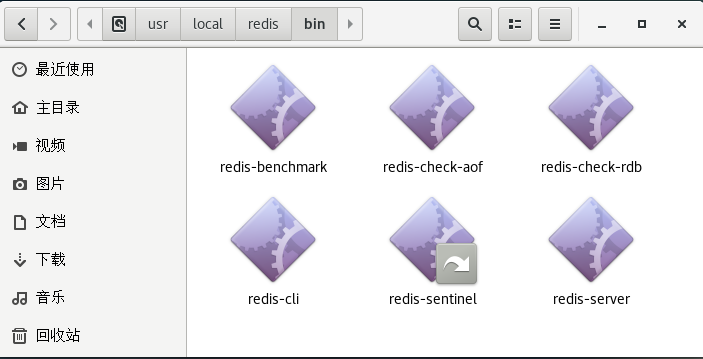 usr local redis bin
最近使用
主目录
视频
图片
文档
下载
音乐
回收站
redis-benchmark redis-check-aof redis-check-rdb
redis-cli redis-sentinel redis-server